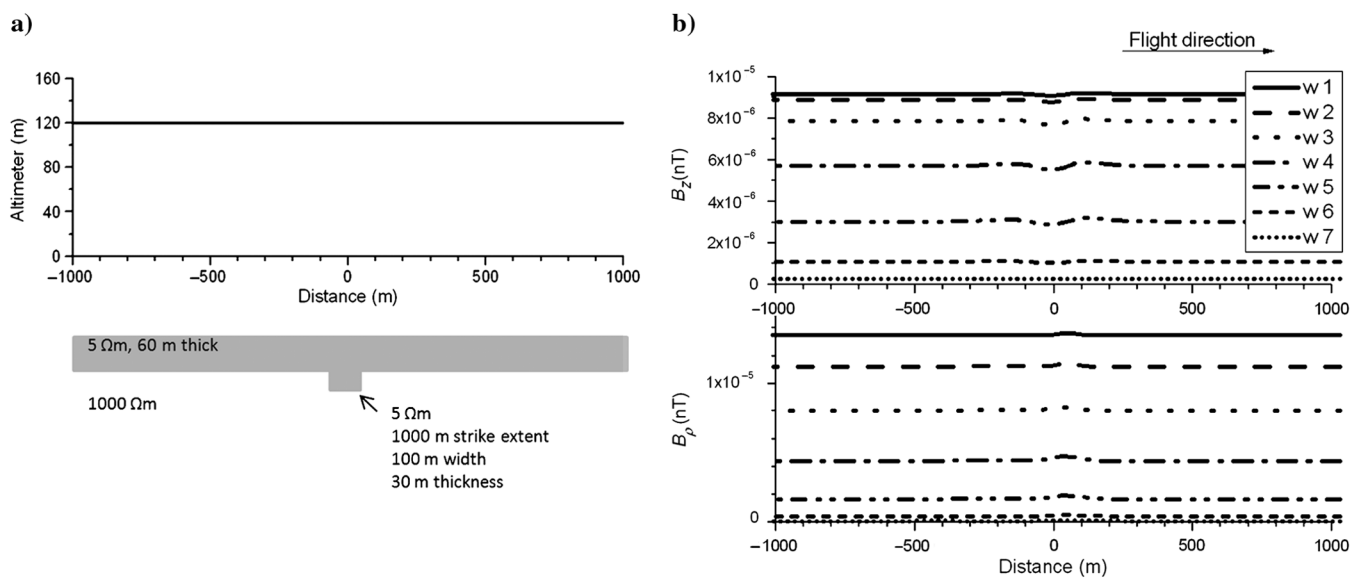 a)
160
120
80
40
0
Altimeter (m)
−1000
−500
0
500
1000
Distance (m)
5 Ωm, 60 m thick
1000 Ωm
5 Ωm
1000 m strike extent
100 m width
30 m thickness
b)
Flight direction
1x10⁻⁵
8x10⁻⁶
6x10⁻⁶
4x10⁻⁶
2x10⁻⁶
0
Bz(nT)
w 1
w 2
w 3
w 4
w 5
w 6
w 7
−1000
−500
0
500
1000
1x10⁻⁵
0
Bρ(nT)
−1000
−500
0
500
1000
Distance (m)